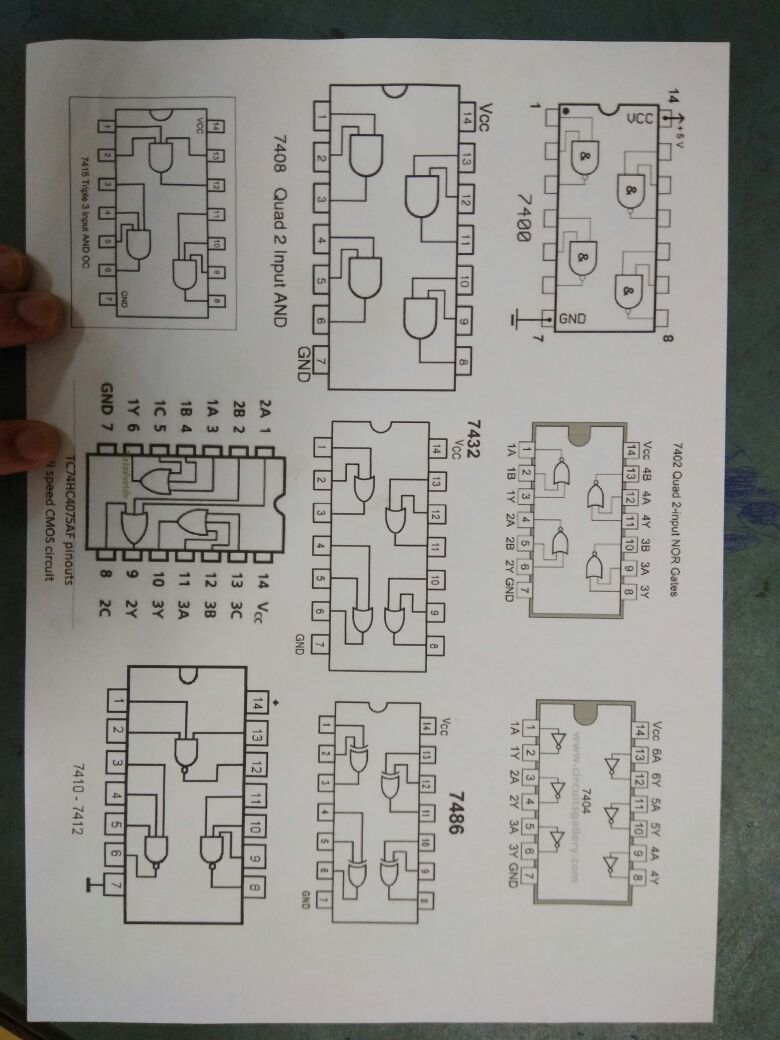 14 +5V 8
VCC
& &
& & GND
1 7
7400
7402 Quad 2-input NOR Gates
Vcc 4B 4A 4Y 3B 3A 3Y
14 13 12 11 10 9 8
1 2 3 4 5 6 7
1A 1B 1Y 2A 2B 2Y GND
Vcc 6A 6Y 5A 5Y 4A 4Y
14 13 12 11 10 9 8
7404
www.circuitsgallery.com
1 2 3 4 5 6 7
1A 1Y 2A 2Y 3A 3Y GND
Vcc
14 13 12 11 10 9 8
1 2 3 4 5 6 7
GND
7408 Quad 2 Input AND
7432
VCC
14 13 12 11 10 9 8
1 2 3 4 5 6 7
GND
7486
VCC
14 13 12 11 10 9 8
1 2 3 4 5 6 7
GND
14 13 12 11 10 9 8
VCC
GND
1 2 3 4 5 6 7
7415 Triple 3 Input AND OC
GND 7 1Y 6 1C 5 1B 4 1A 3 2B 2 2A 1
8 2C 9 2Y 10 3Y 11 3A 12 3B 13 3C 14 Vcc
TC74HC4075AF pinouts
speed CMOS circuit
+
14 13 12 11 10 9 8
1 2 3 4 5 6 7
7410 - 7412